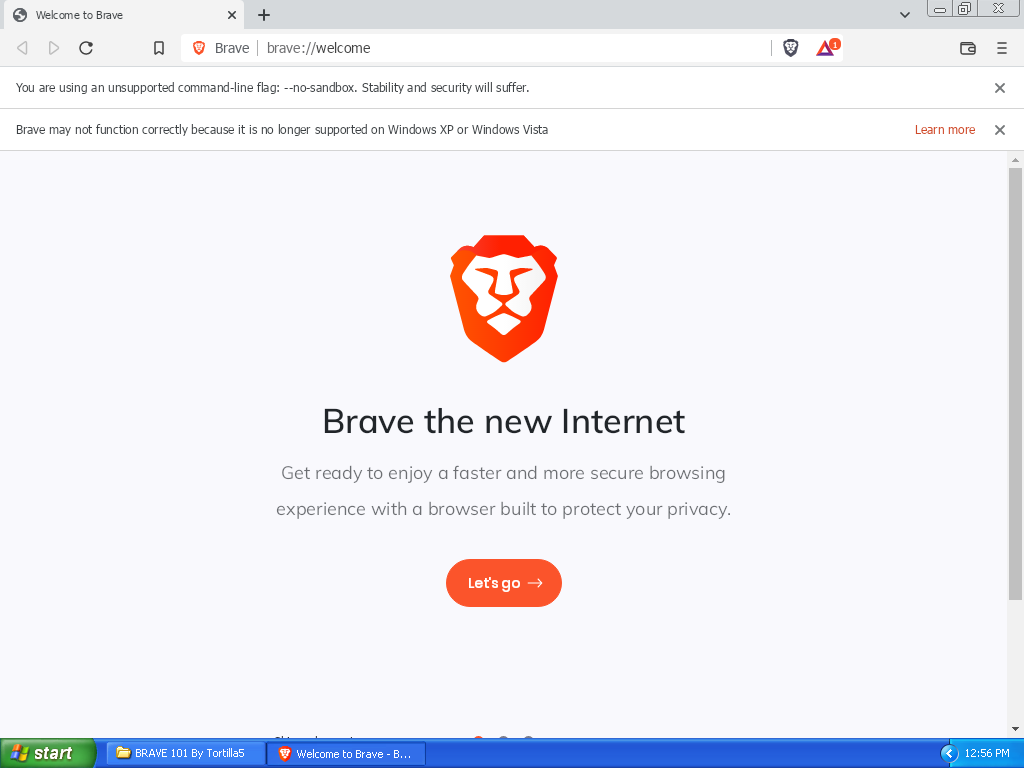 Welcome to Brave
Brave
brave://welcome
1
You are using an unsupported command-line flag: --no-sandbox. Stability and security will suffer.
Brave may not function correctly because it is no longer supported on Windows XP or Windows Vista
Learn more
Brave the new Internet
Get ready to enjoy a faster and more secure browsing
experience with a browser built to protect your privacy.
Let's go
start
BRAVE 101 By Tortilla5
Welcome to Brave - B...
12:56 PM